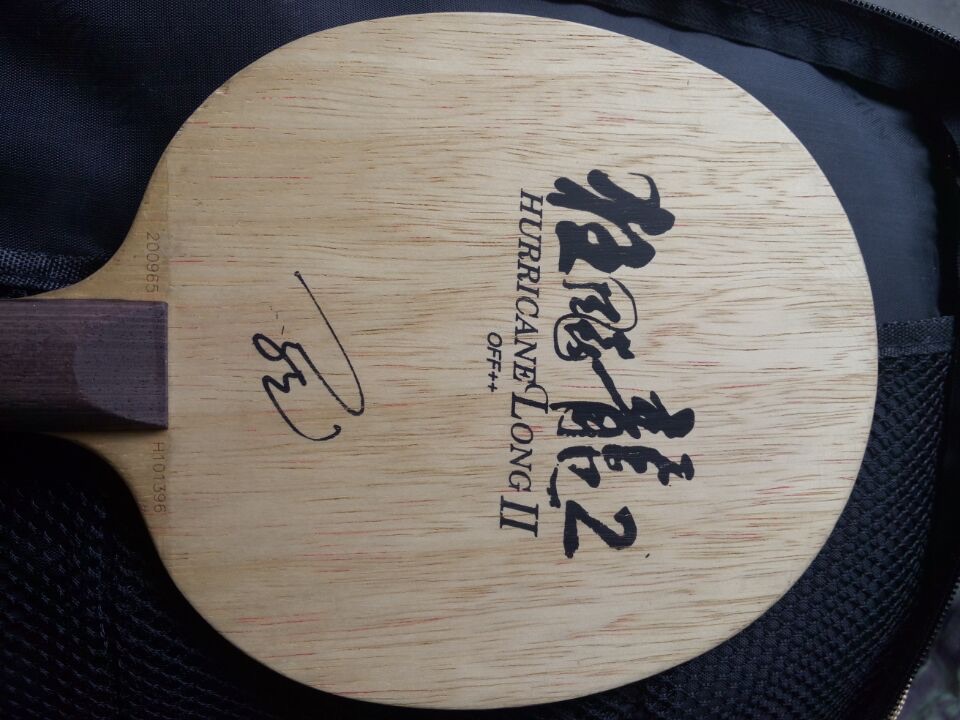 狂飚龍2
HURRICANE LONG II
OFF++
200965 H101396